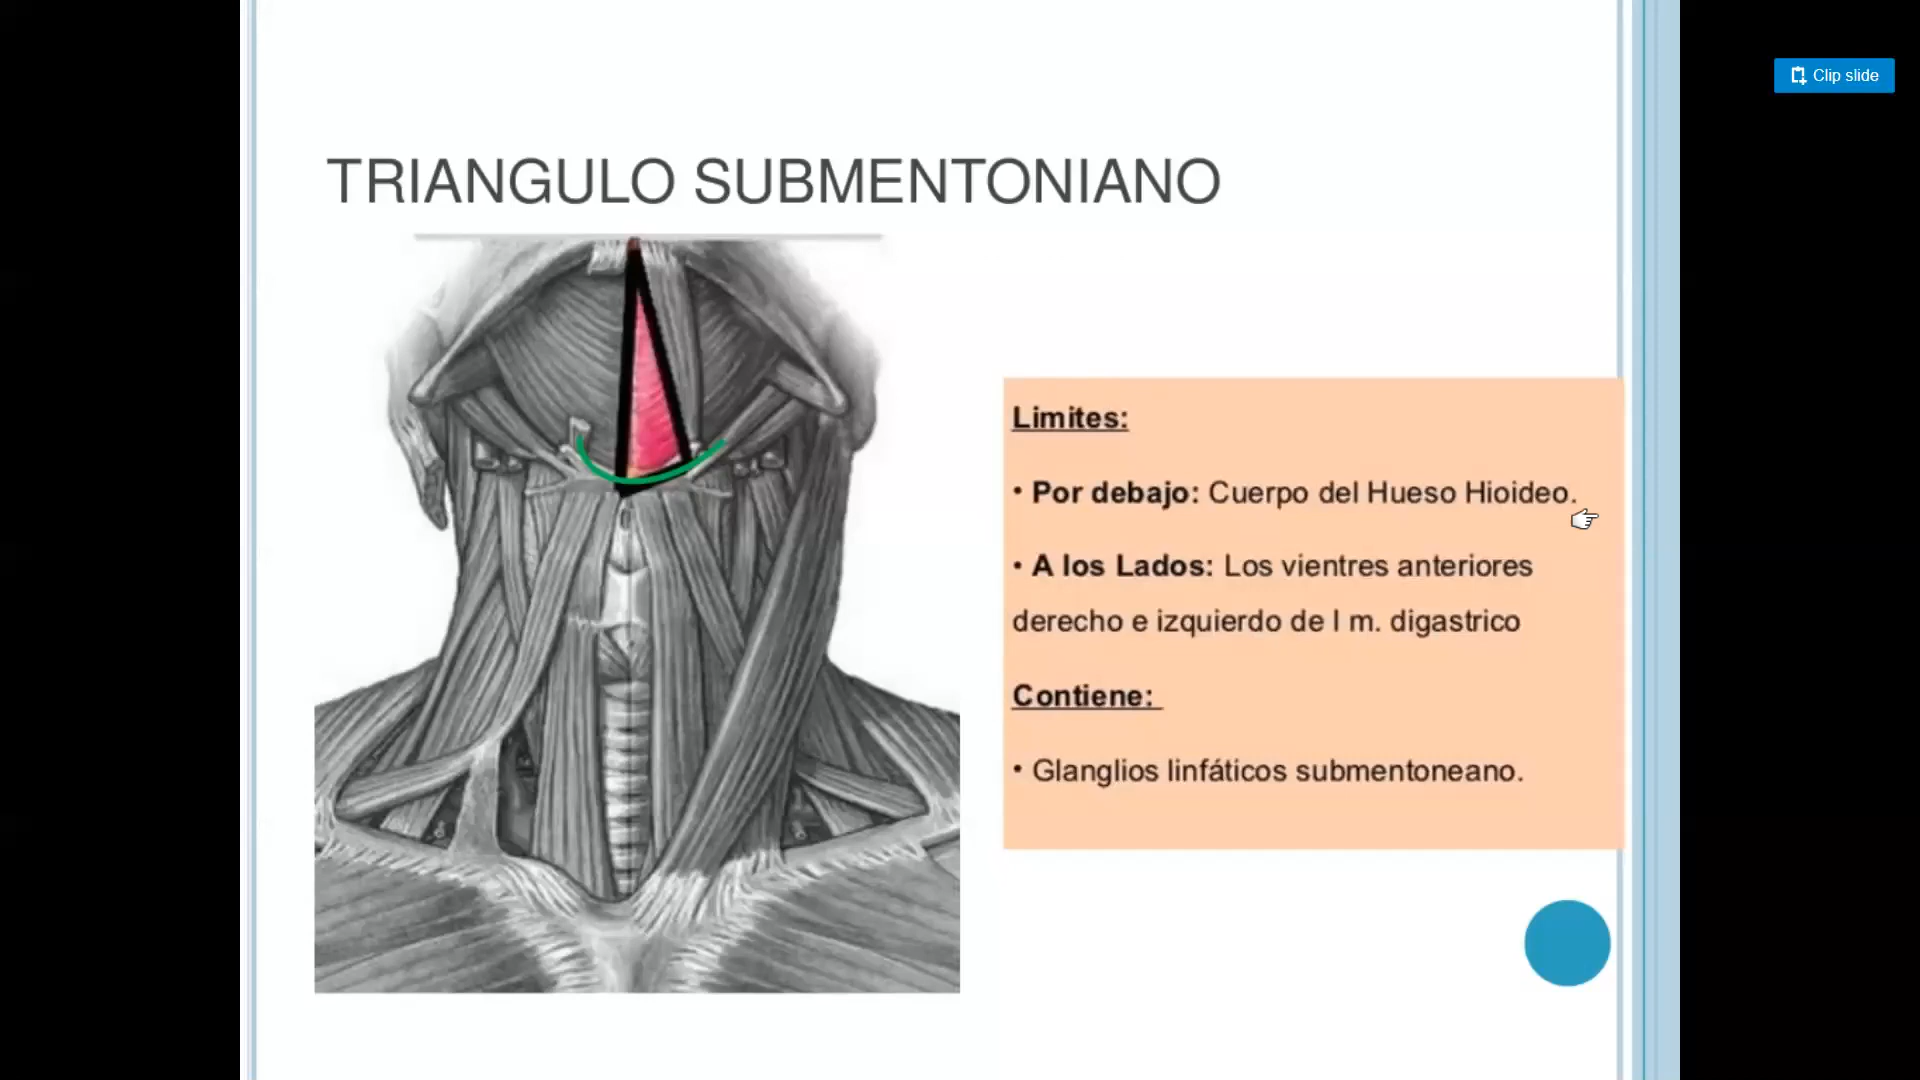 Clip slide
TRIANGULO SUBMENTONIANO
Limites:
• Por debajo: Cuerpo del Hueso Hioideo.
• A los Lados: Los vientres anteriores
derecho e izquierdo de l m. digastrico
Contiene:
• Glanglios linfáticos submentoneano.